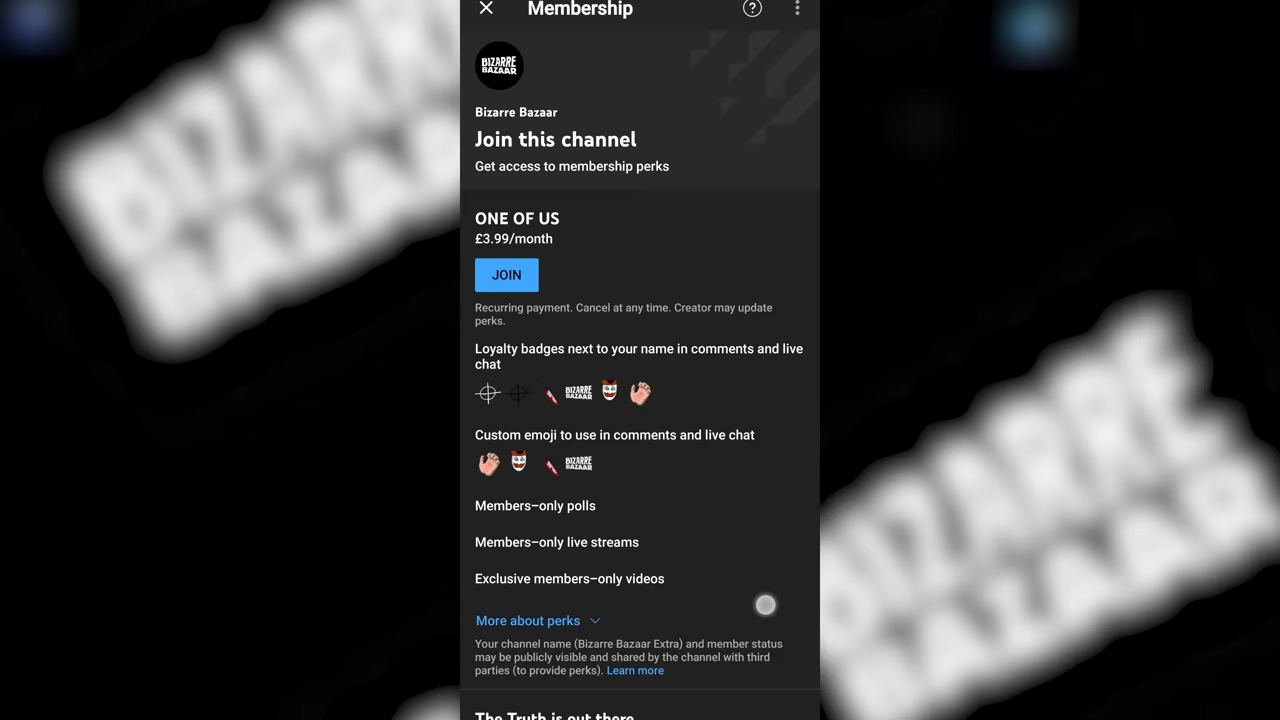 Membership
BIZARRE
BAZAAR
Bizarre Bazaar
Join this channel
Get access to membership perks
ONE OF US
£3.99/month
JOIN
Recurring payment. Cancel at any time. Creator may update
perks.
Loyalty badges next to your name in comments and live
chat
BIZARRE
BAZAAR
Custom emoji to use in comments and live chat
BIZARRE
BAZAAR
Members–only polls
Members–only live streams
Exclusive members–only videos
More about perks
Your channel name (Bizarre Bazaar Extra) and member status
may be publicly visible and shared by the channel with third
parties (to provide perks). Learn more
The Truth is out there
BIZARRE
BAZAAR
BIZARRE
BAZAAR